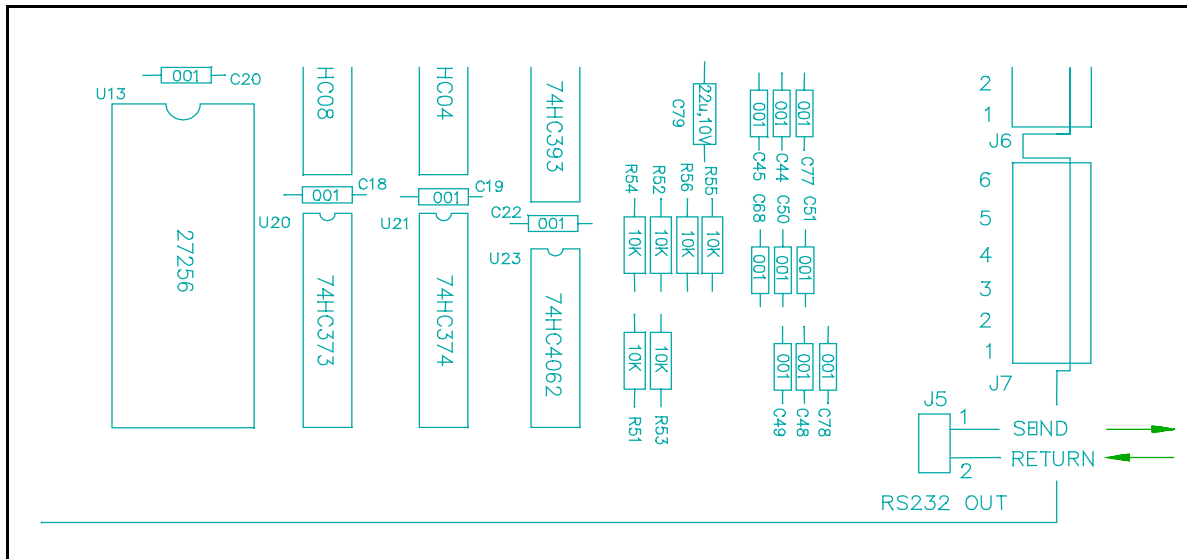 001 C20
U13
27256
HC08
001 C18
U20
74HC373
HC04
001 C19
U21
74HC374
74HC393
C22
001
U23
74HC4062
22u,10V
C79
R54
R52
R56
R55
10K
10K
10K
10K
10K
10K
R51
R53
001
001
001
C45
C44
C77
C68
C50
C51
001
001
001
001
001
001
C49
C48
C78
2
1
J6
6
5
4
3
2
1
J7
J5
1 SEND
2 RETURN
RS232 OUT